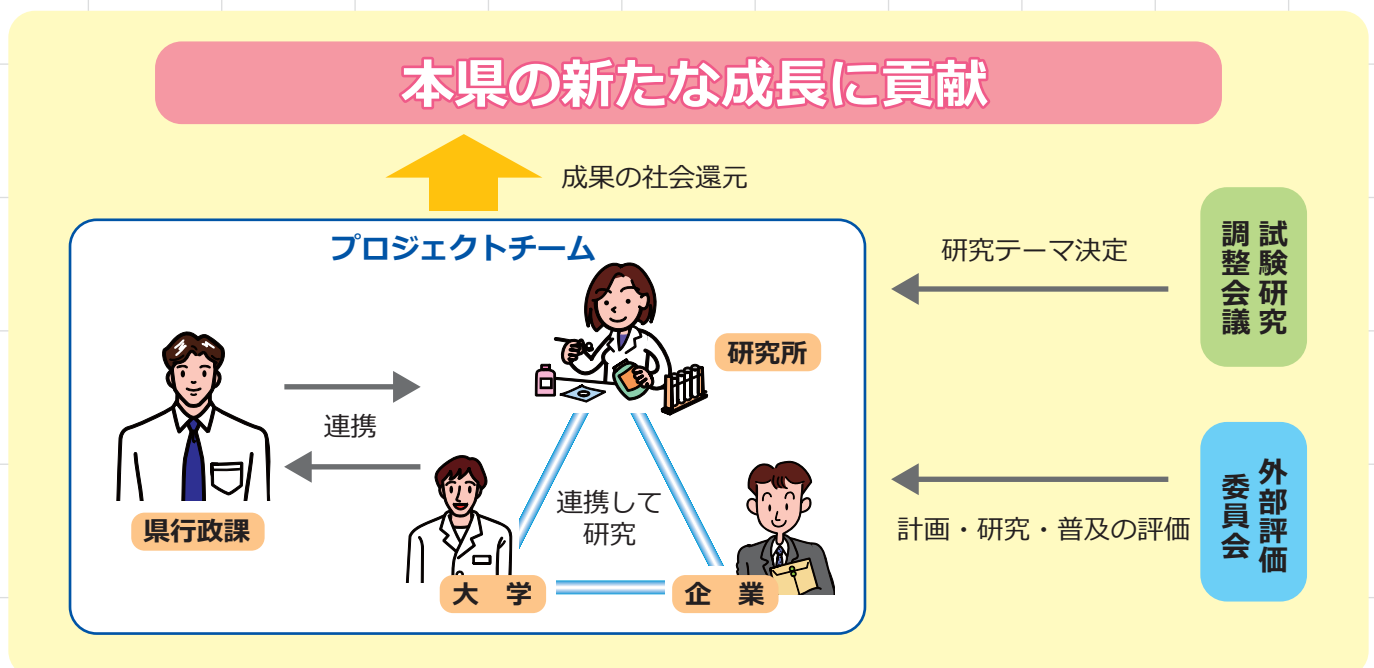 本県の新たな成長に貢献
成果の社会還元
プロジェクトチーム
研究所
連携
県行政課
連携して
研究
大　学
企　業
研究テーマ決定
試験研究
調整会議
計画・研究・普及の評価
外部評価
委員会